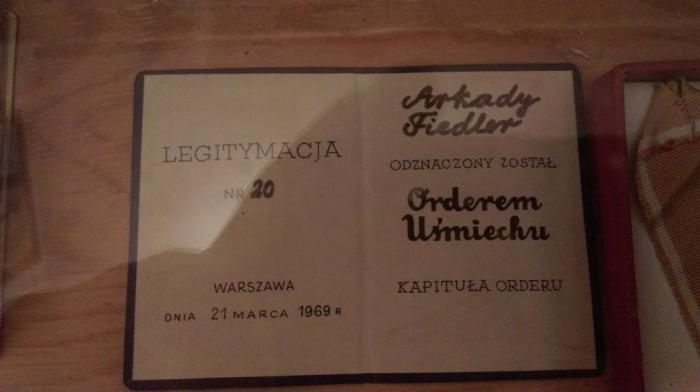 LEGITYMACJA
NR 20
WARSZAWA
DNIA 21 MARCA 1969 R
Arkady
Fiedler
ODZNACZONY ZOSTAŁ
Orderem
Uśmiechu
KAPITUŁA ORDERU